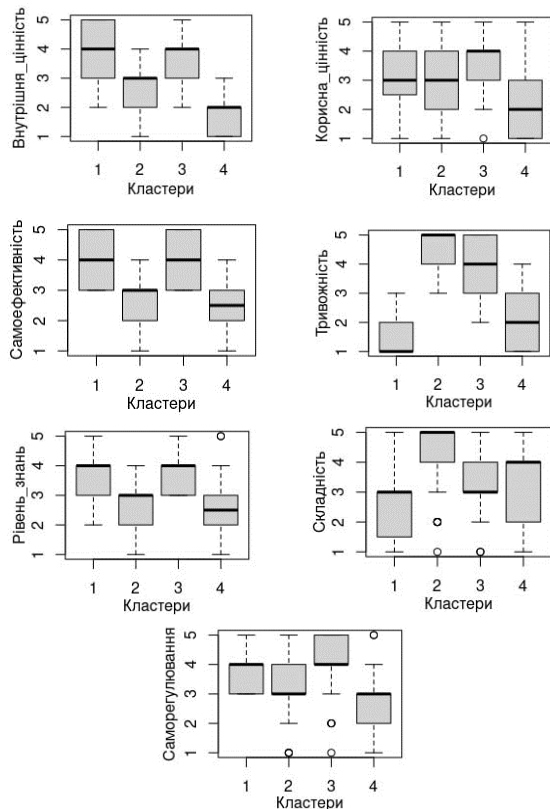 Внутрішня_цінність
5
4
3
2
1
1 2 3 4
Кластери
Корисна_цінність
5
4
3
2
1
1 2 3 4
Кластери
Самоефективність
5
4
3
2
1
1 2 3 4
Кластери
Тривожність
5
4
3
2
1
1 2 3 4
Кластери
Рівень_знань
5
4
3
2
1
1 2 3 4
Кластери
Складність
5
4
3
2
1
1 2 3 4
Кластери
Саморегулювання
5
4
3
2
1
1 2 3 4
Кластери